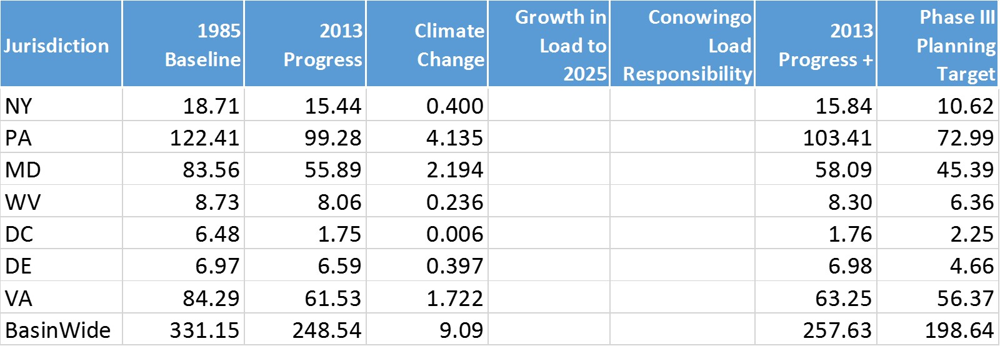 Jurisdiction 1985 Baseline 2013 Progress Climate Change Growth in Load to 2025 Conowingo Load Responsibility 2013 Progress + Phase III Planning Target
NY 18.71 15.44 0.400 15.84 10.62
PA 122.41 99.28 4.135 103.41 72.99
MD 83.56 55.89 2.194 58.09 45.39
WV 8.73 8.06 0.236 8.30 6.36
DC 6.48 1.75 0.006 1.76 2.25
DE 6.97 6.59 0.397 6.98 4.66
VA 84.29 61.53 1.722 63.25 56.37
BasinWide 331.15 248.54 9.09 257.63 198.64